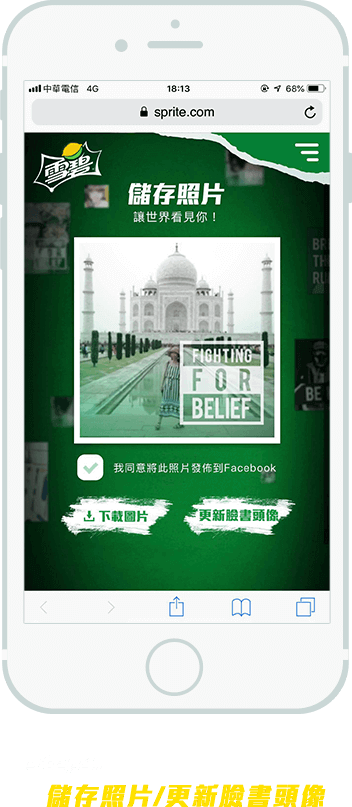 中華電信 4G 18:13 68%
sprite.com
雪碧
儲存照片
讓世界看見你！
FIGHTING
FOR
BELIEF
我同意將此照片發佈到Facebook
下載圖片 更新臉書頭像
儲存照片/更新臉書頭像